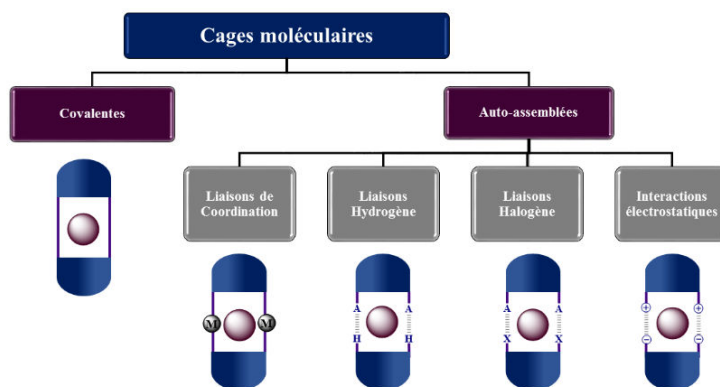 Cages moléculaires
Covalentes
Auto-assemblées
Liaisons de
Coordination
Liaisons
Hydrogène
Liaisons
Halogène
Interactions
électrostatiques
M M
A A
H H
A A
X X
+ +
− −